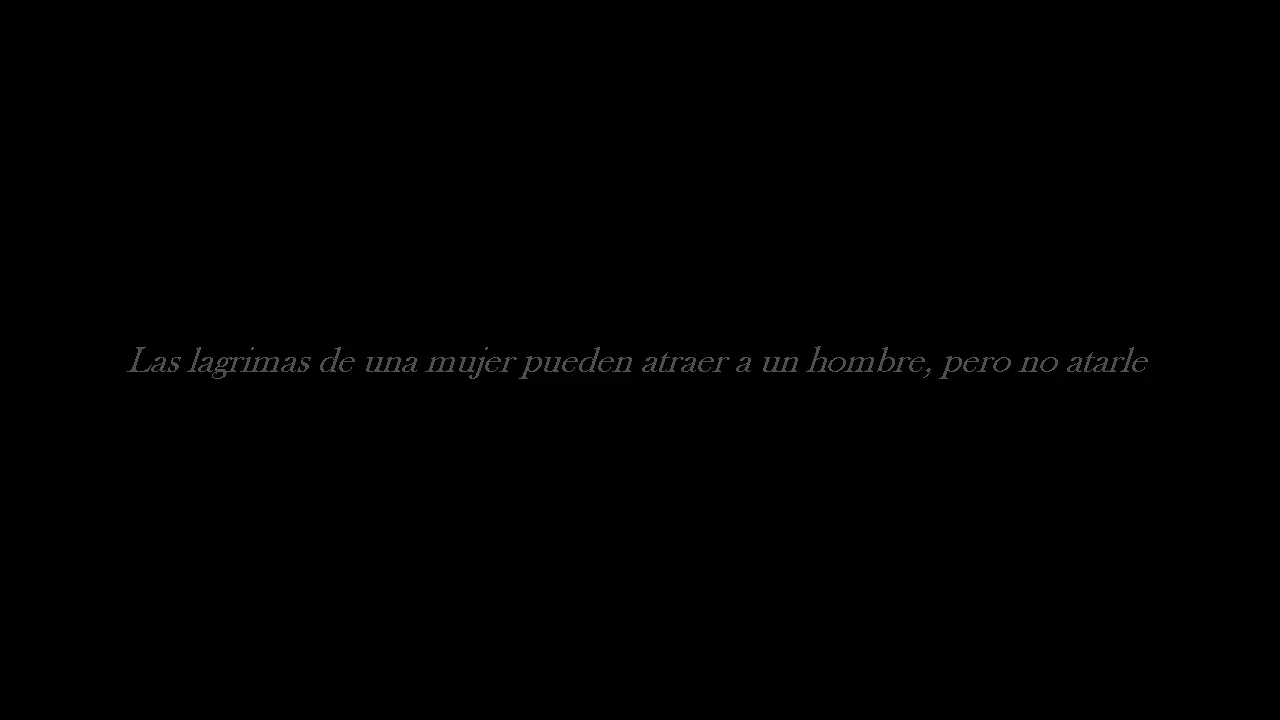 Las lagrimas de una mujer pueden atraer a un hombre, pero no atarle